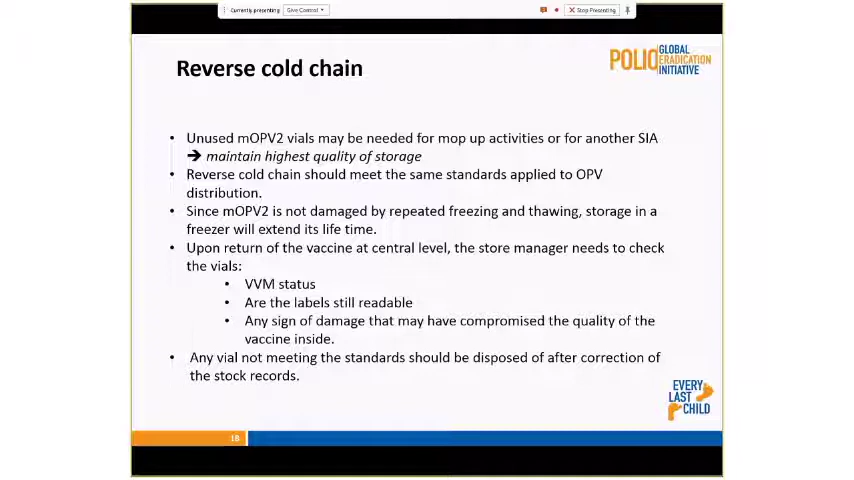 Currently presenting
Give Control
Stop Presenting
Reverse cold chain
POLIO GLOBAL
ERADICATION
INITIATIVE
• Unused mOPV2 vials may be needed for mop up activities or for another SIA
➔ maintain highest quality of storage
• Reverse cold chain should meet the same standards applied to OPV
distribution.
• Since mOPV2 is not damaged by repeated freezing and thawing, storage in a
freezer will extend its life time.
• Upon return of the vaccine at central level, the store manager needs to check
the vials:
• VVM status
• Are the labels still readable
• Any sign of damage that may have compromised the quality of the
vaccine inside.
• Any vial not meeting the standards should be disposed of after correction of
the stock records.
EVERY
LAST
CHILD
18